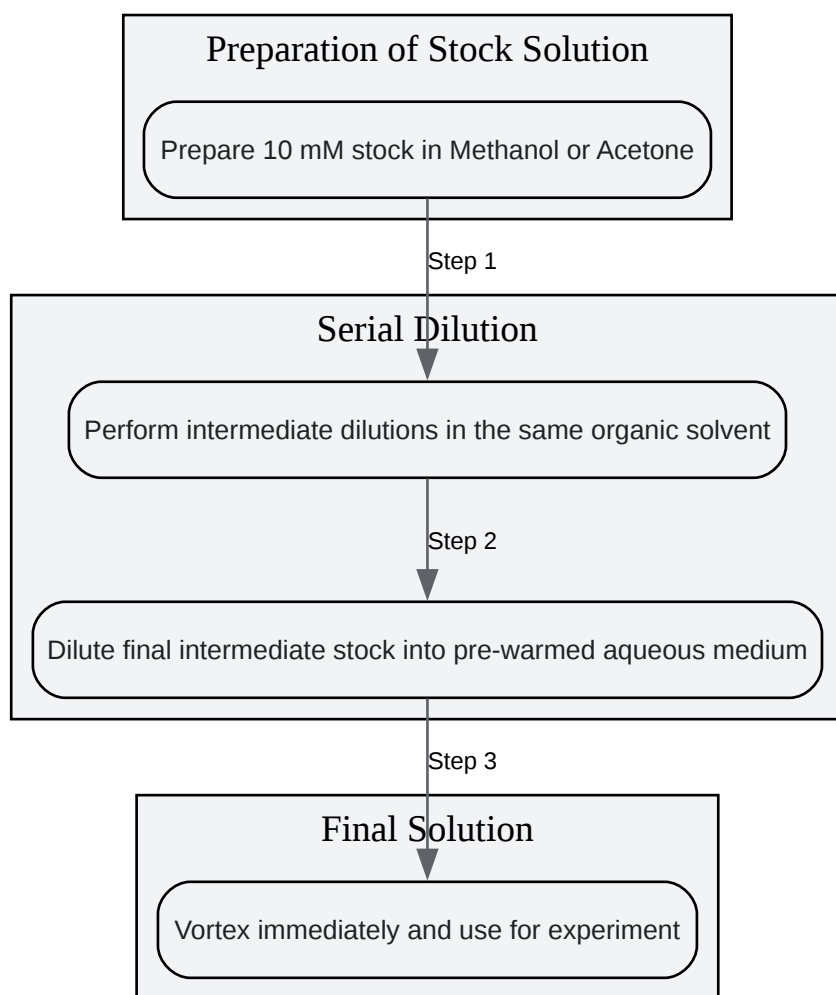 Preparation of Stock Solution
Prepare 10 mM stock in Methanol or Acetone
Step 1
Serial Dilution
Perform intermediate dilutions in the same organic solvent
Step 2
Dilute final intermediate stock into pre-warmed aqueous medium
Step 3
Final Solution
Vortex immediately and use for experiment